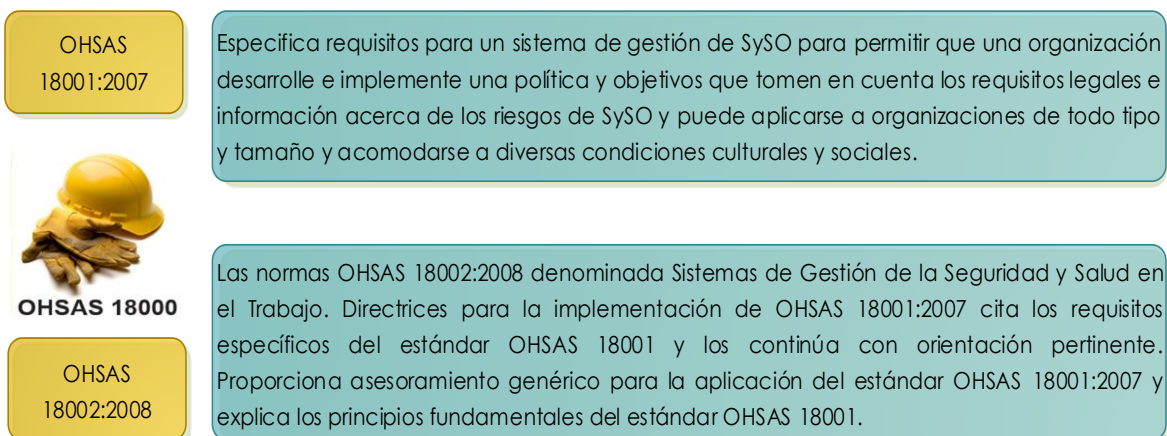 OHSAS
18001:2007
Especifica requisitos para un sistema de gestión de SySO para permitir que una organización
desarrolle e implemente una política y objetivos que tomen en cuenta los requisitos legales e
información acerca de los riesgos de SySO y puede aplicarse a organizaciones de todo tipo
y tamaño y acomodarse a diversas condiciones culturales y sociales.
OHSAS 18000
OHSAS
18002:2008
Las normas OHSAS 18002:2008 denominada Sistemas de Gestión de la Seguridad y Salud en
el Trabajo. Directrices para la implementación de OHSAS 18001:2007 cita los requisitos
específicos del estándar OHSAS 18001 y los continúa con orientación pertinente.
Proporciona asesoramiento genérico para la aplicación del estándar OHSAS 18001:2007 y
explica los principios fundamentales del estándar OHSAS 18001.